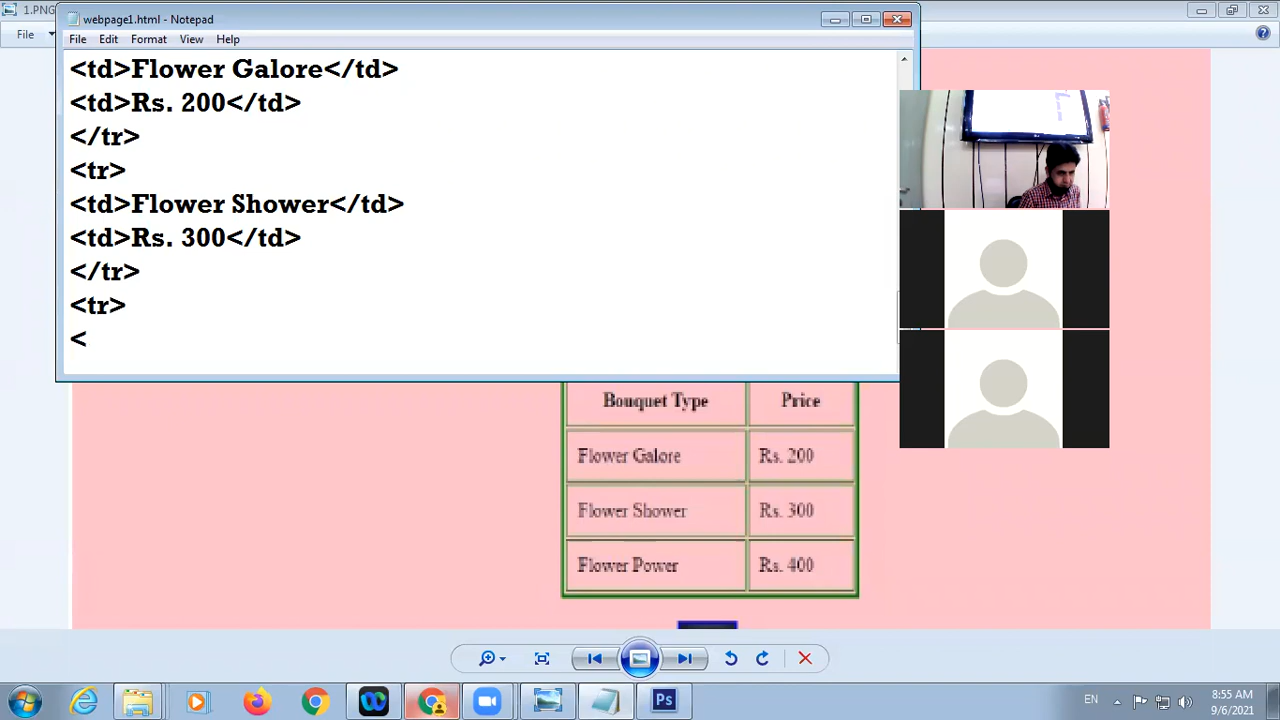 1.PNG
File
webpage1.html - Notepad
File Edit Format View Help
<td>Flower Galore</td>
<td>Rs. 200</td>
</tr>
<tr>
<td>Flower Shower</td>
<td>Rs. 300</td>
</tr>
<tr>
<
Bouquet Type Price
Flower Galore Rs. 200
Flower Shower Rs. 300
Flower Power Rs. 400
Ps
EN
8:55 AM
9/6/2021